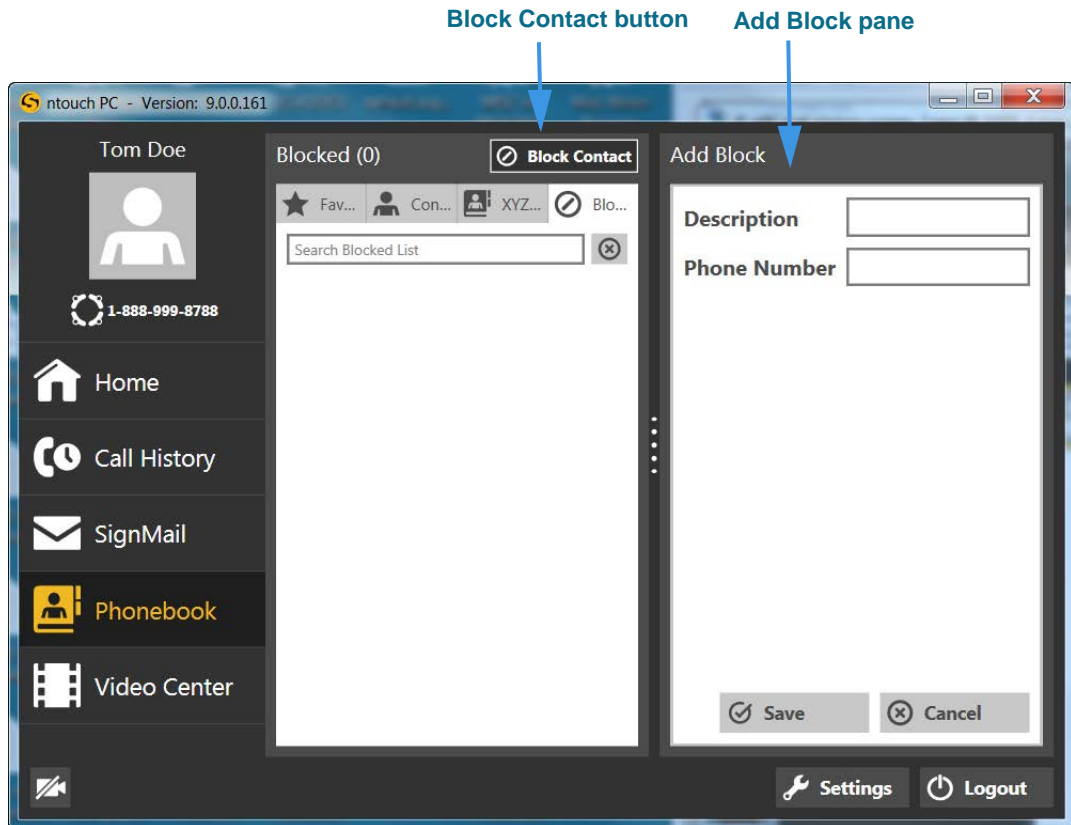 Block Contact button
Add Block pane
ntouch PC - Version: 9.0.0.161
Tom Doe
1-888-999-8788
Home
Call History
SignMail
Phonebook
Video Center
Blocked (0)
Block Contact
Fav... Con... XYZ... Blo...
Search Blocked List
Add Block
Description
Phone Number
Save
Cancel
Settings
Logout